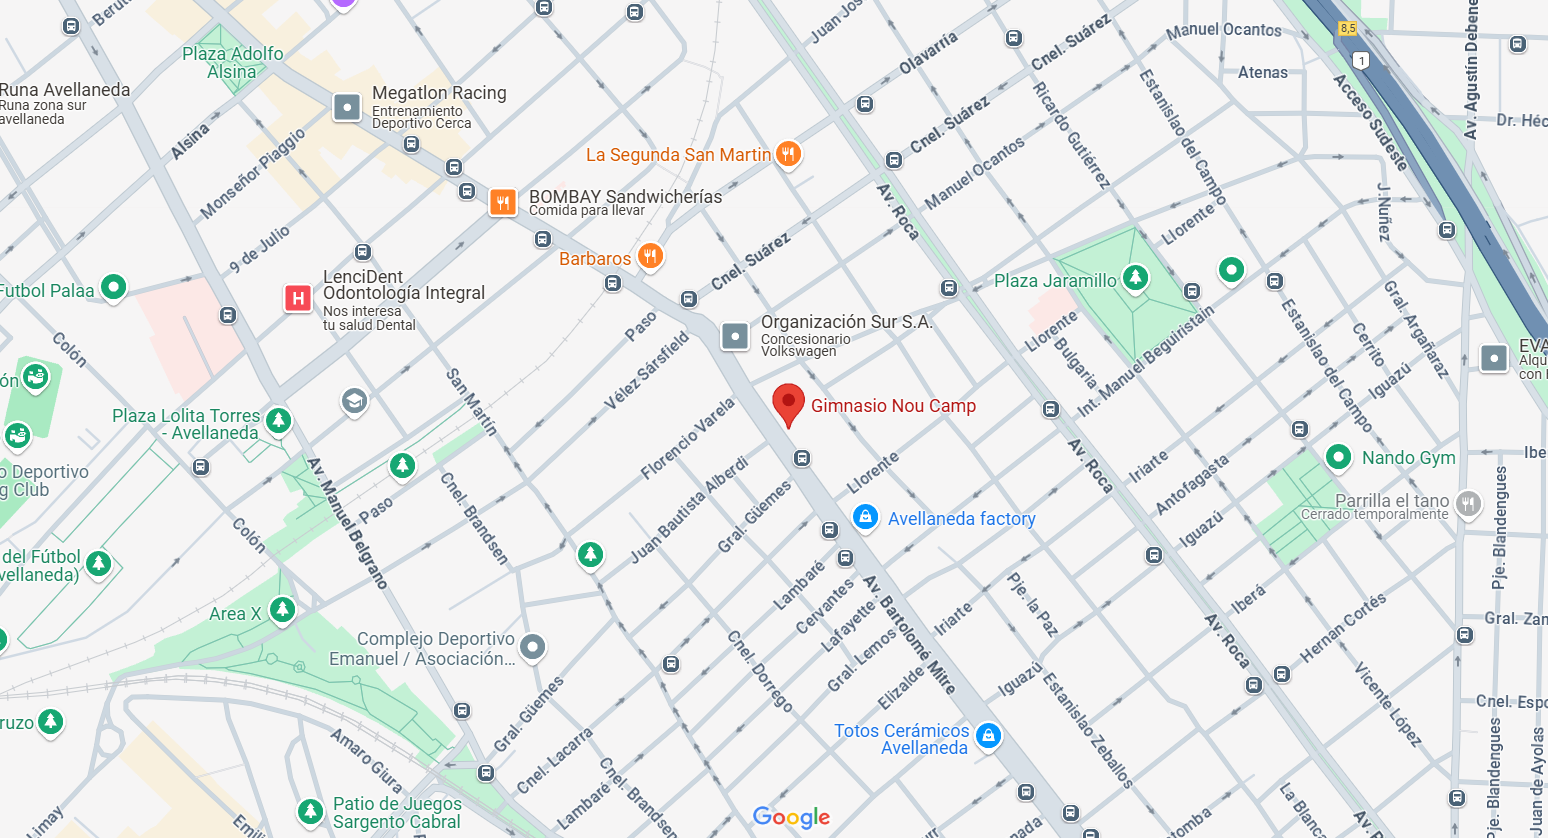 Beruti
Plaza Adolfo
Alsina
Runa Avellaneda
Runa zona sur
avellaneda
Alsina
Monseñor Piaggio
9 de Julio
Megatlon Racing
Entrenamiento
Deportivo Cerca
BOMBAY Sandwicherías
Comida para llevar
La Segunda San Martin
Barbaros
Juan Jos
Olavarría
Cnel. Suárez
Cnel. Suárez
Cnel. Suárez
Manuel Ocantos
Atenas
8,5
1
Acceso Sudeste
Av. Agustín Debene
Dr. Héc
Ricardo Gutiérrez
Estanislao del Campo
Manuel Ocantos
Av. Roca
J. Nuñez
Llorente
Plaza Jaramillo
Futbol Palaa
LenciDent
Odontología Integral
Nos interesa
tu salud Dental
Colón
Paso
Vélez Sársfield
Organización Sur S.A.
Concesionario
Volkswagen
Llorente
Bulgaria
Int. Manuel Beguiristain
Estanislao del Campo
Gral. Argañaraz
Cerrito
Iguazú
EVA
Alqu
con
ón
San Martín
Plaza Lolita Torres
- Avellaneda
Florencio Varela
Gimnasio Nou Camp
o Deportivo
g Club
Av. Manuel Belgrano
Paso
Cnel. Brandsen
Juan Bautista Alberdi
Gral. Güemes
Llorente
Av. Roca
Iriarte
Antofagasta
Iguazú
Nando Gym
Parrilla el tano
Cerrado temporalmente
Iber
Pje. Blandengues
Avellaneda factory
Colón
del Fútbol
vellaneda)
Area X
Complejo Deportivo
Emanuel / Asociación...
Lambaré
Cervantes
Lafayette
Gral. Lemos
Elizalde
Av. Bartolomé Mitre
Iriarte
Pje. la Paz
Iguazú
Av. Roca
Iberá
Hernan Cortés
Gral. Zan
Cnel. Dorrego
Estanislao Zeballos
Vicente López
Cnel. Espo
ruzo
Amaro Giura
Gral. Güemes
Cnel. Lacarra
Cnel. Brandsen
Lambaré
Totos Cerámicos
Avellaneda
Limay
Emili
Patio de Juegos
Sargento Cabral
Google
nada
tomba
La Blanca
Pje. Blandengues
Juan de Ayolas